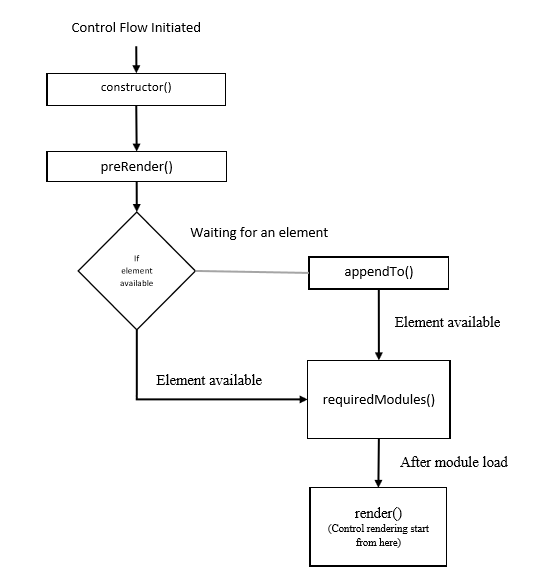 Control Flow Initiated
constructor()
preRender()
If
element
available
Waiting for an element
appendTo()
Element available
Element available
requiredModules()
After module load
render()
(Control rendering start
from here)